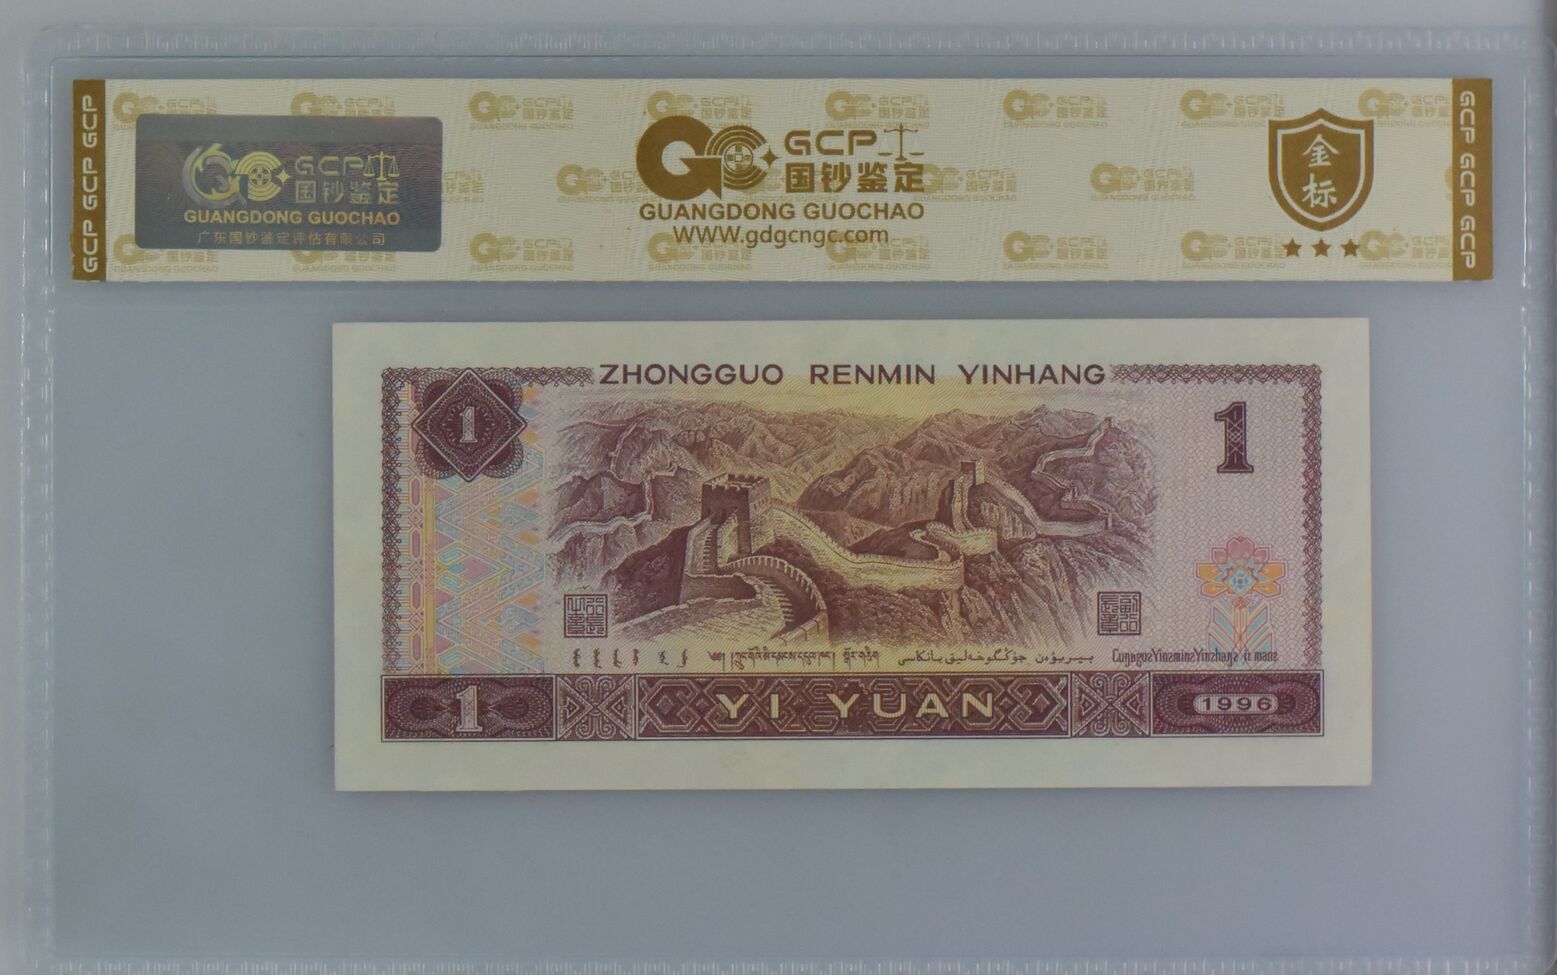 GCP GCP GCP
GCP
国钞鉴定
GUANGDONG GUOCHAO
广东国钞鉴定评估有限公司
GCP
国钞鉴定
GUANGDONG GUOCHAO
WWW.gdgcngc.com
金标
GCP GCP GCP
ZHONGGUO RENMIN YINHANG
1
1
1
YI YUAN
1996